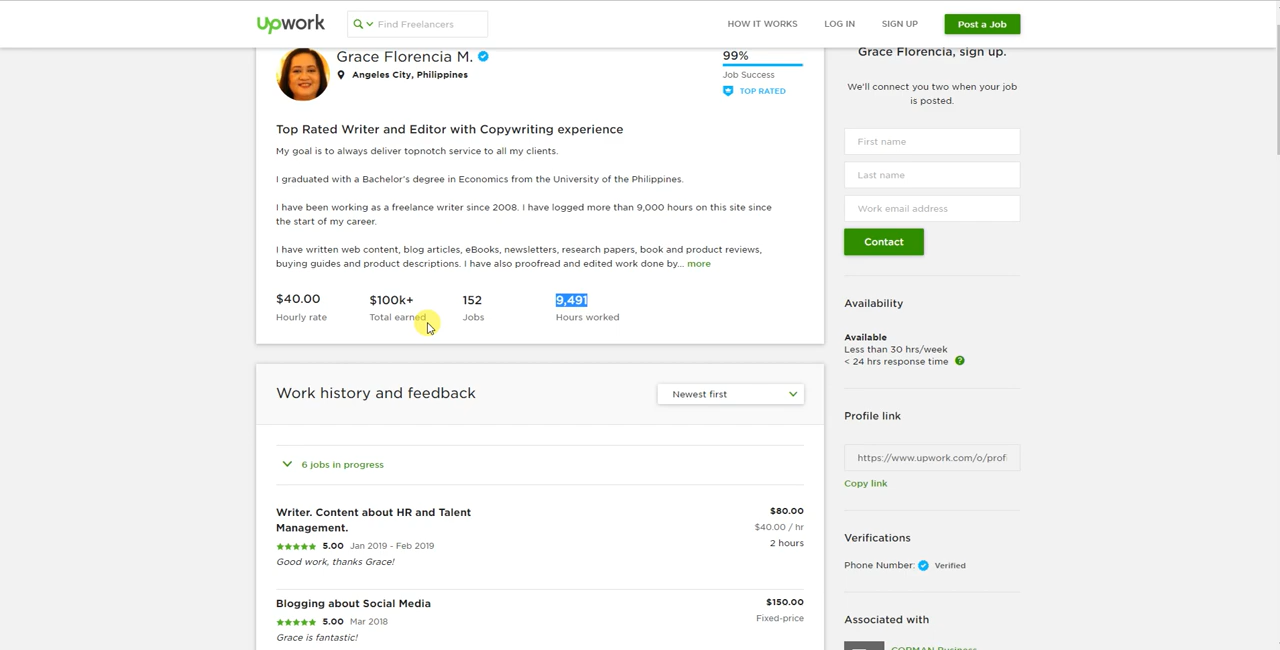 upwork
Find Freelancers
HOW IT WORKS
LOG IN
SIGN UP
Post a Job
Grace Florencia M.
Angeles City, Philippines
99%
Job Success
TOP RATED
Top Rated Writer and Editor with Copywriting experience
My goal is to always deliver topnotch service to all my clients.
I graduated with a Bachelor's degree in Economics from the University of the Philippines.
I have been working as a freelance writer since 2008. I have logged more than 9,000 hours on this site since
the start of my career.
I have written web content, blog articles, eBooks, newsletters, research papers, book and product reviews,
buying guides and product descriptions. I have also proofread and edited work done by... more
$40.00
Hourly rate
$100k+
Total earned
152
Jobs
9,491
Hours worked
Work history and feedback
Newest first
6 jobs in progress
Writer. Content about HR and Talent
Management.
5.00 Jan 2019 - Feb 2019
Good work, thanks Grace!
$80.00
$40.00 / hr
2 hours
Blogging about Social Media
5.00 Mar 2018
Grace is fantastic!
$150.00
Fixed-price
Grace Florencia, sign up.
We'll connect you two when your job
is posted.
First name
Last name
Work email address
Contact
Availability
Available
Less than 30 hrs/week
< 24 hrs response time
Profile link
https://www.upwork.com/o/prof
Copy link
Verifications
Phone Number: Verified
Associated with
CORMAN Business